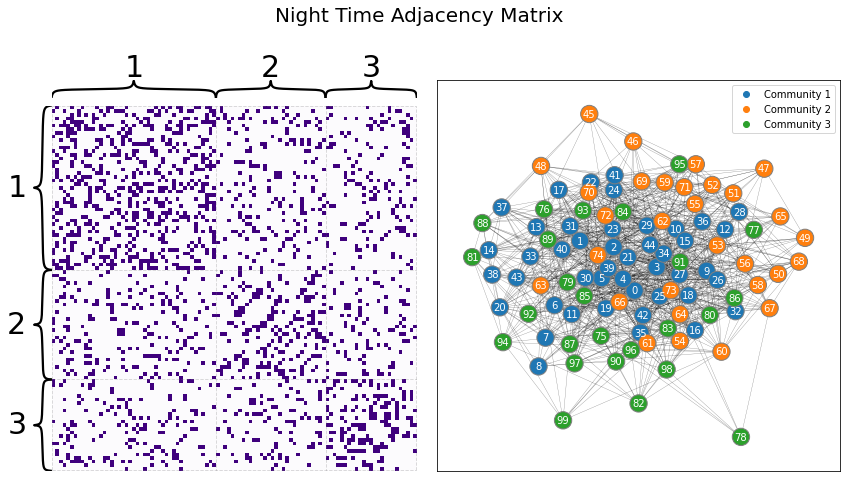 Night Time Adjacency Matrix
1 2 3
1
2
3
Community 1
Community 2
Community 3
45
46
95 57
48 47
41
22 69 59 71 52
17 70 24 51
37 76 93 72 84 55 28 65
88 13 31 23 29 62 10 36 12 77
89 1 44 15 53 49
81 14 33 40 74 2 21 34 91 56 68
38 43 79 30 5 39 4 3 27 9 26 50
63 85 0 25 73 18 86 58
20 92 6 11 19 66 42 64 80 32 67
94 7 87 75 35 83 16
96 61 54 60
8 97 90 98
82
99
78